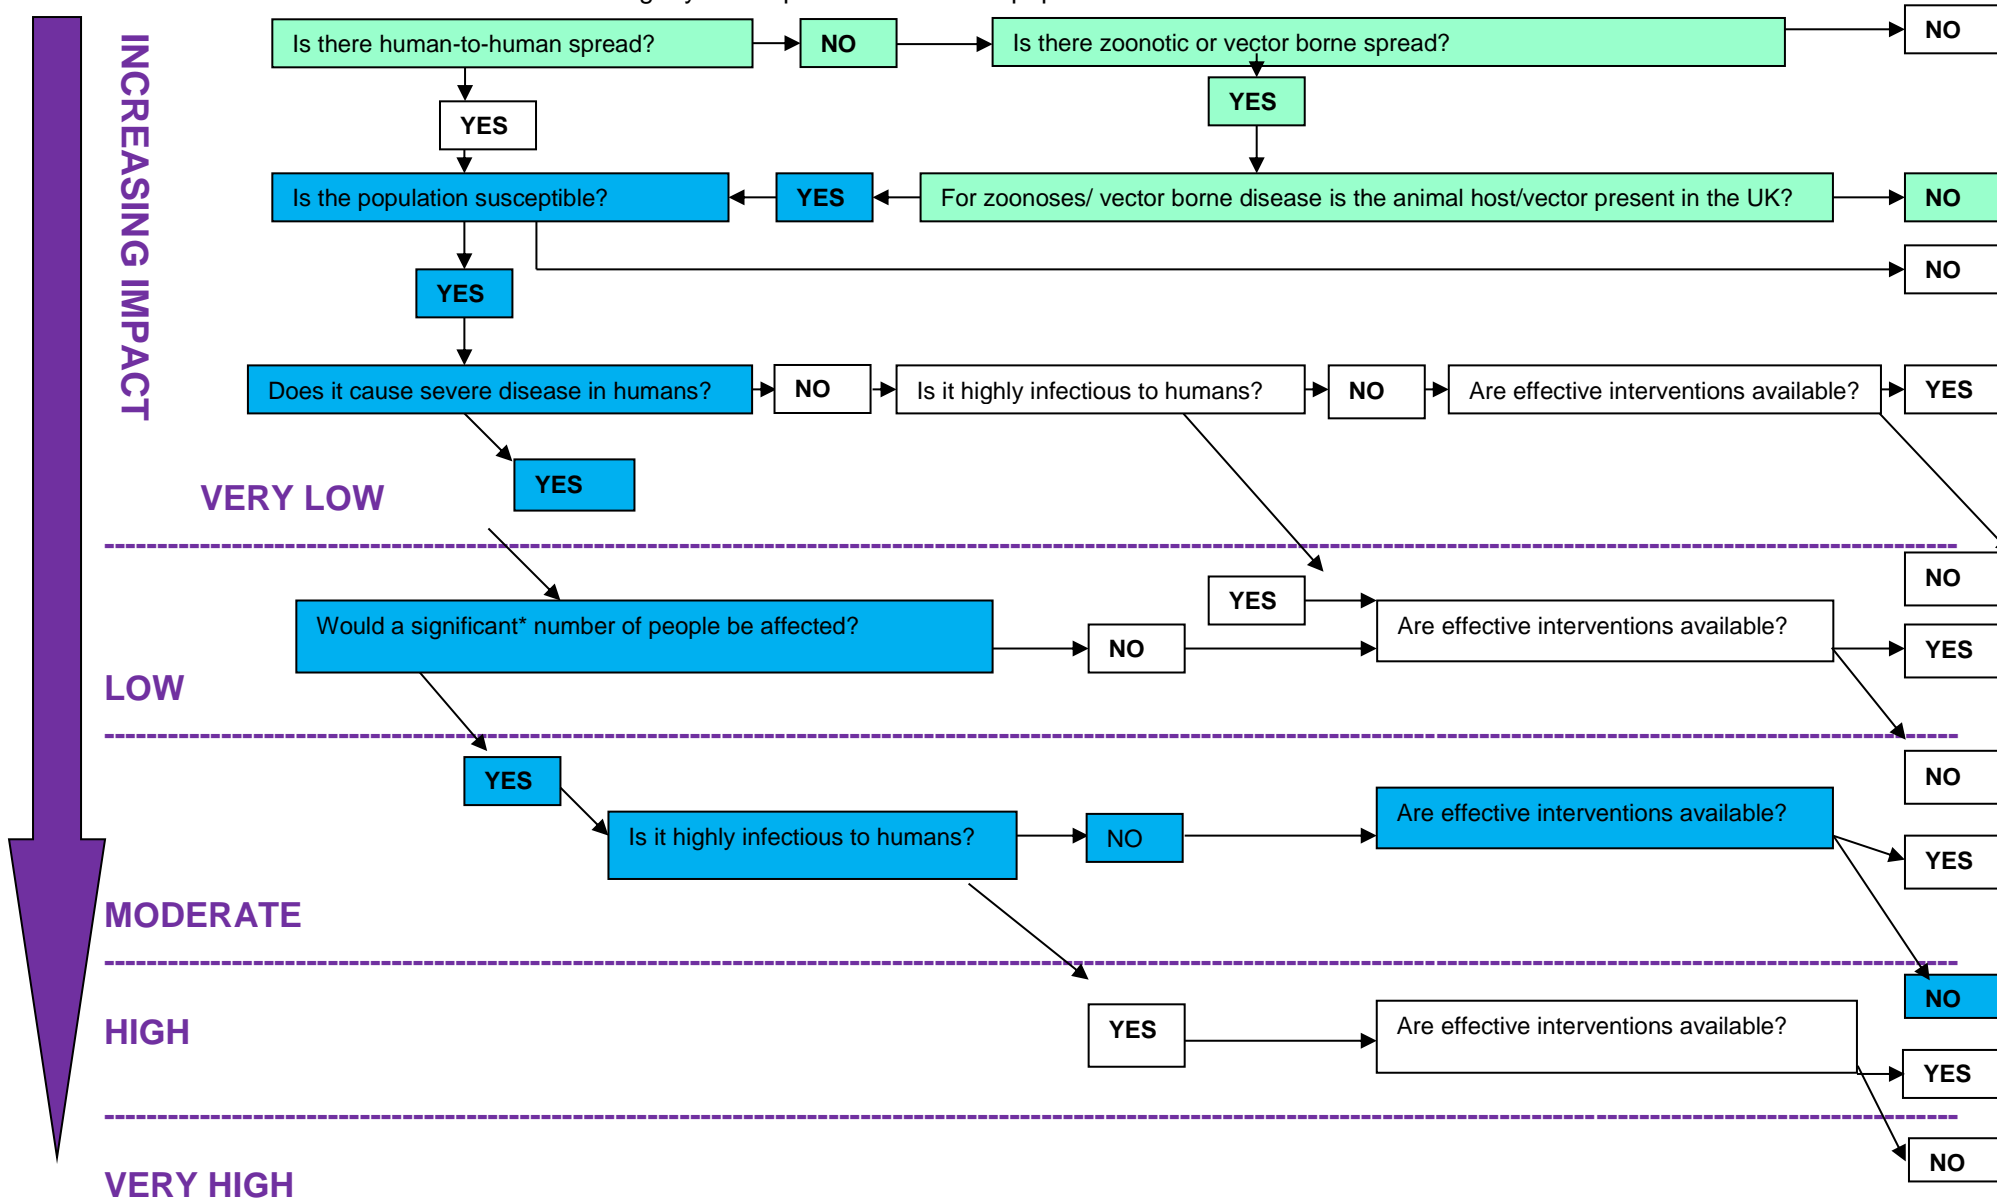 Is there human-to-human spread?
NO
Is there zoonotic or vector borne spread?
NO
YES
YES
Is the population susceptible?
YES
For zoonoses/ vector borne disease is the animal host/vector present in the UK?
NO
NO
YES
INCREASING IMPACT
Does it cause severe disease in humans?
NO
Is it highly infectious to humans?
NO
Are effective interventions available?
YES
YES
VERY LOW
NO
YES
Would a significant* number of people be affected?
NO
Are effective interventions available?
YES
LOW
YES
NO
Is it highly infectious to humans?
NO
Are effective interventions available?
YES
MODERATE
NO
HIGH
YES
Are effective interventions available?
YES
NO
VERY HIGH